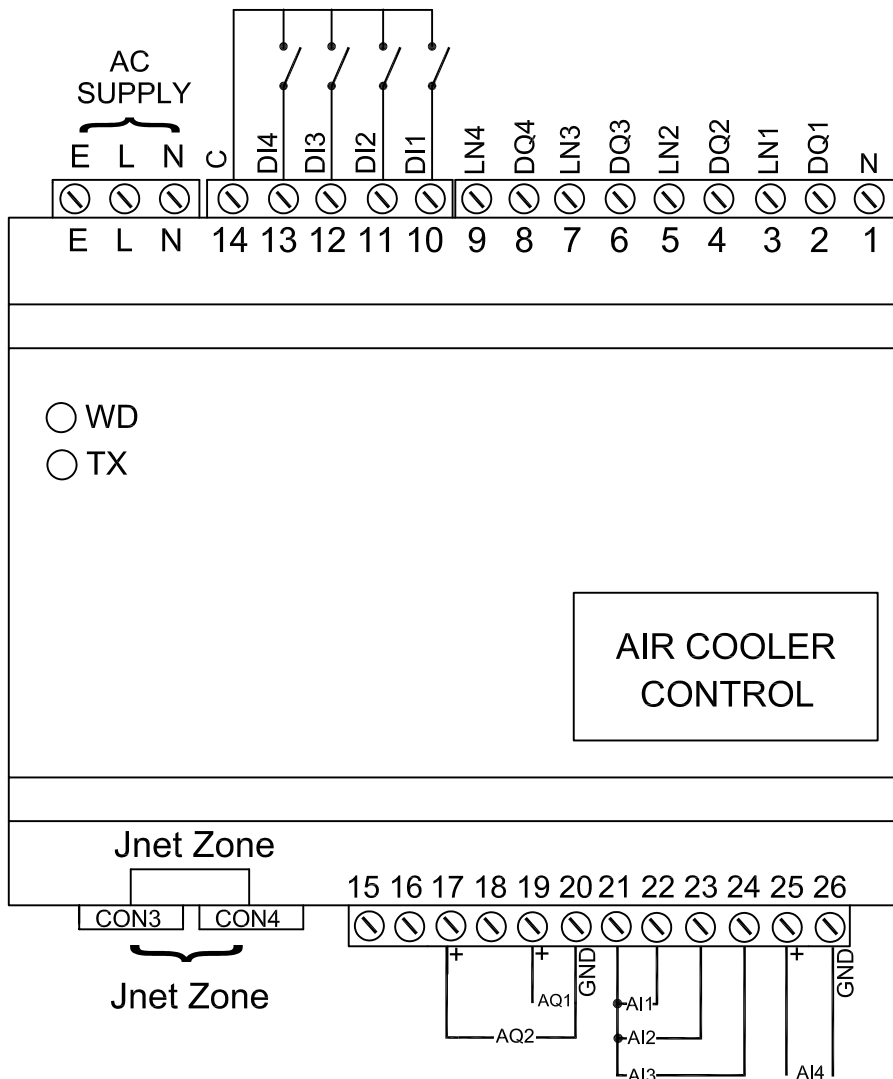 AC
SUPPLY
E L N C DI4 DI3 DI2 DI1 LN4 DQ4 LN3 DQ3 LN2 DQ2 LN1 DQ1 N
E L N 14 13 12 11 10 9 8 7 6 5 4 3 2 1
WD
TX
AIR COOLER
CONTROL
Jnet Zone
15 16 17 18 19 20 21 22 23 24 25 26
CON3 CON4
+ + GND + GND
Jnet Zone
AQ1 AI1
AQ2 AI2
AI3 AI4